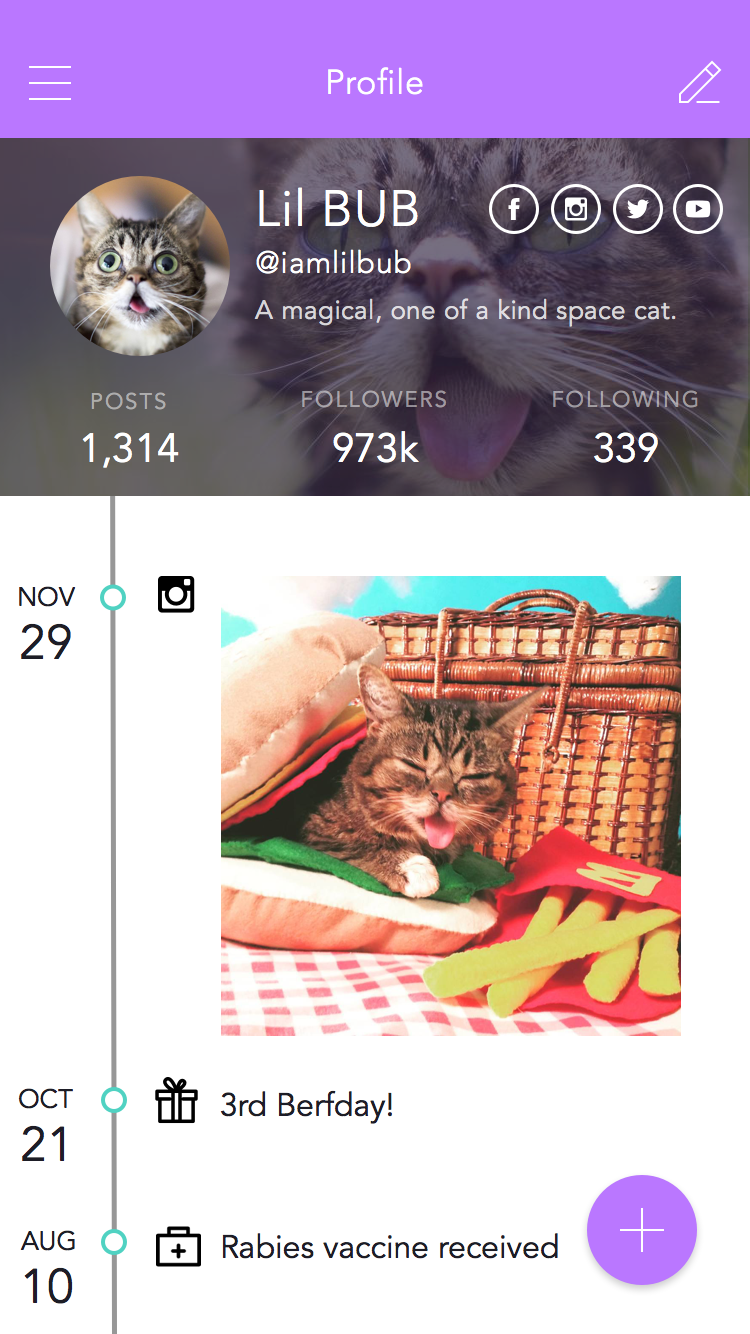 Profile
Lil BUB
@iamlilbub
A magical, one of a kind space cat.
POSTS
FOLLOWERS
FOLLOWING
1,314
973k
339
NOV
29
OCT
21
3rd Berfday!
AUG
10
Rabies vaccine received